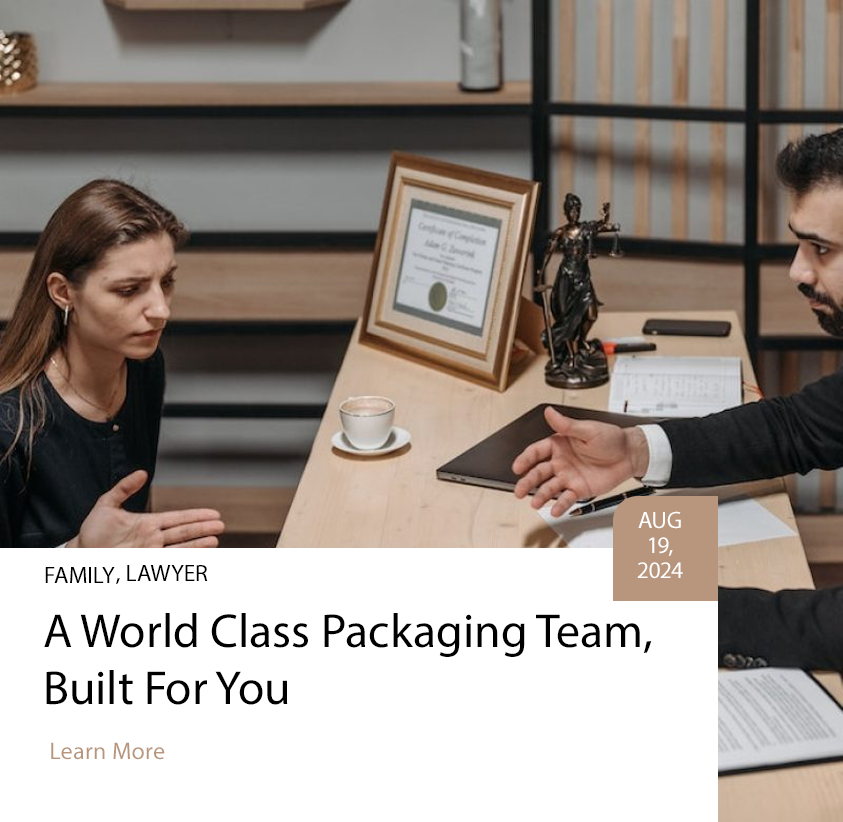 Certificate of Completion
AUG
19,
2024
FAMILY, LAWYER
A World Class Packaging Team,
Built For You
Learn More